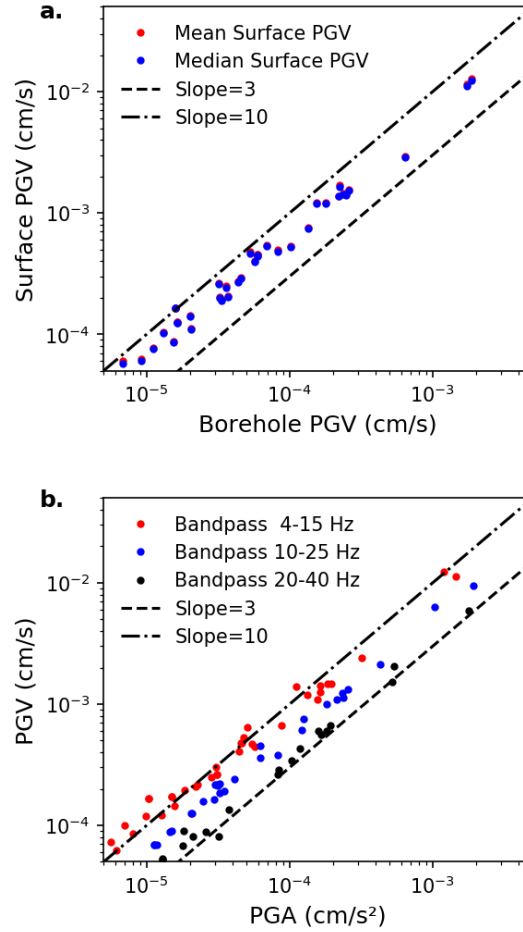 a.
Mean Surface PGV
Median Surface PGV
Slope=3
Slope=10
10⁻²
10⁻³
10⁻⁴
Surface PGV (cm/s)
10⁻⁵
10⁻⁴
10⁻³
Borehole PGV (cm/s)
b.
Bandpass  4-15 Hz
Bandpass 10-25 Hz
Bandpass 20-40 Hz
Slope=3
Slope=10
10⁻²
10⁻³
10⁻⁴
PGV (cm/s)
10⁻⁵
10⁻⁴
10⁻³
PGA (cm/s²)